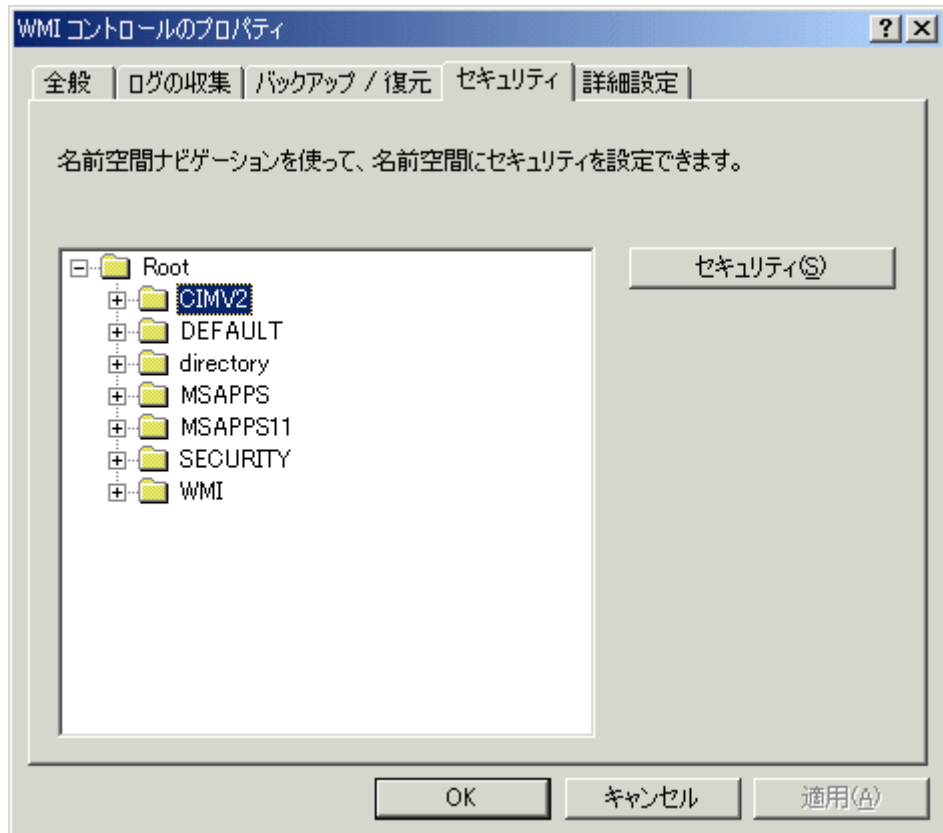 WMI コントロールのプロパティ
全般 ログの収集 バックアップ / 復元 セキュリティ 詳細設定
名前空間ナビゲーションを使って、名前空間にセキュリティを設定できます。
Root
セキュリティ(S)
CIMV2
DEFAULT
directory
MSAPPS
MSAPPS11
SECURITY
WMI
OK キャンセル 適用(A)